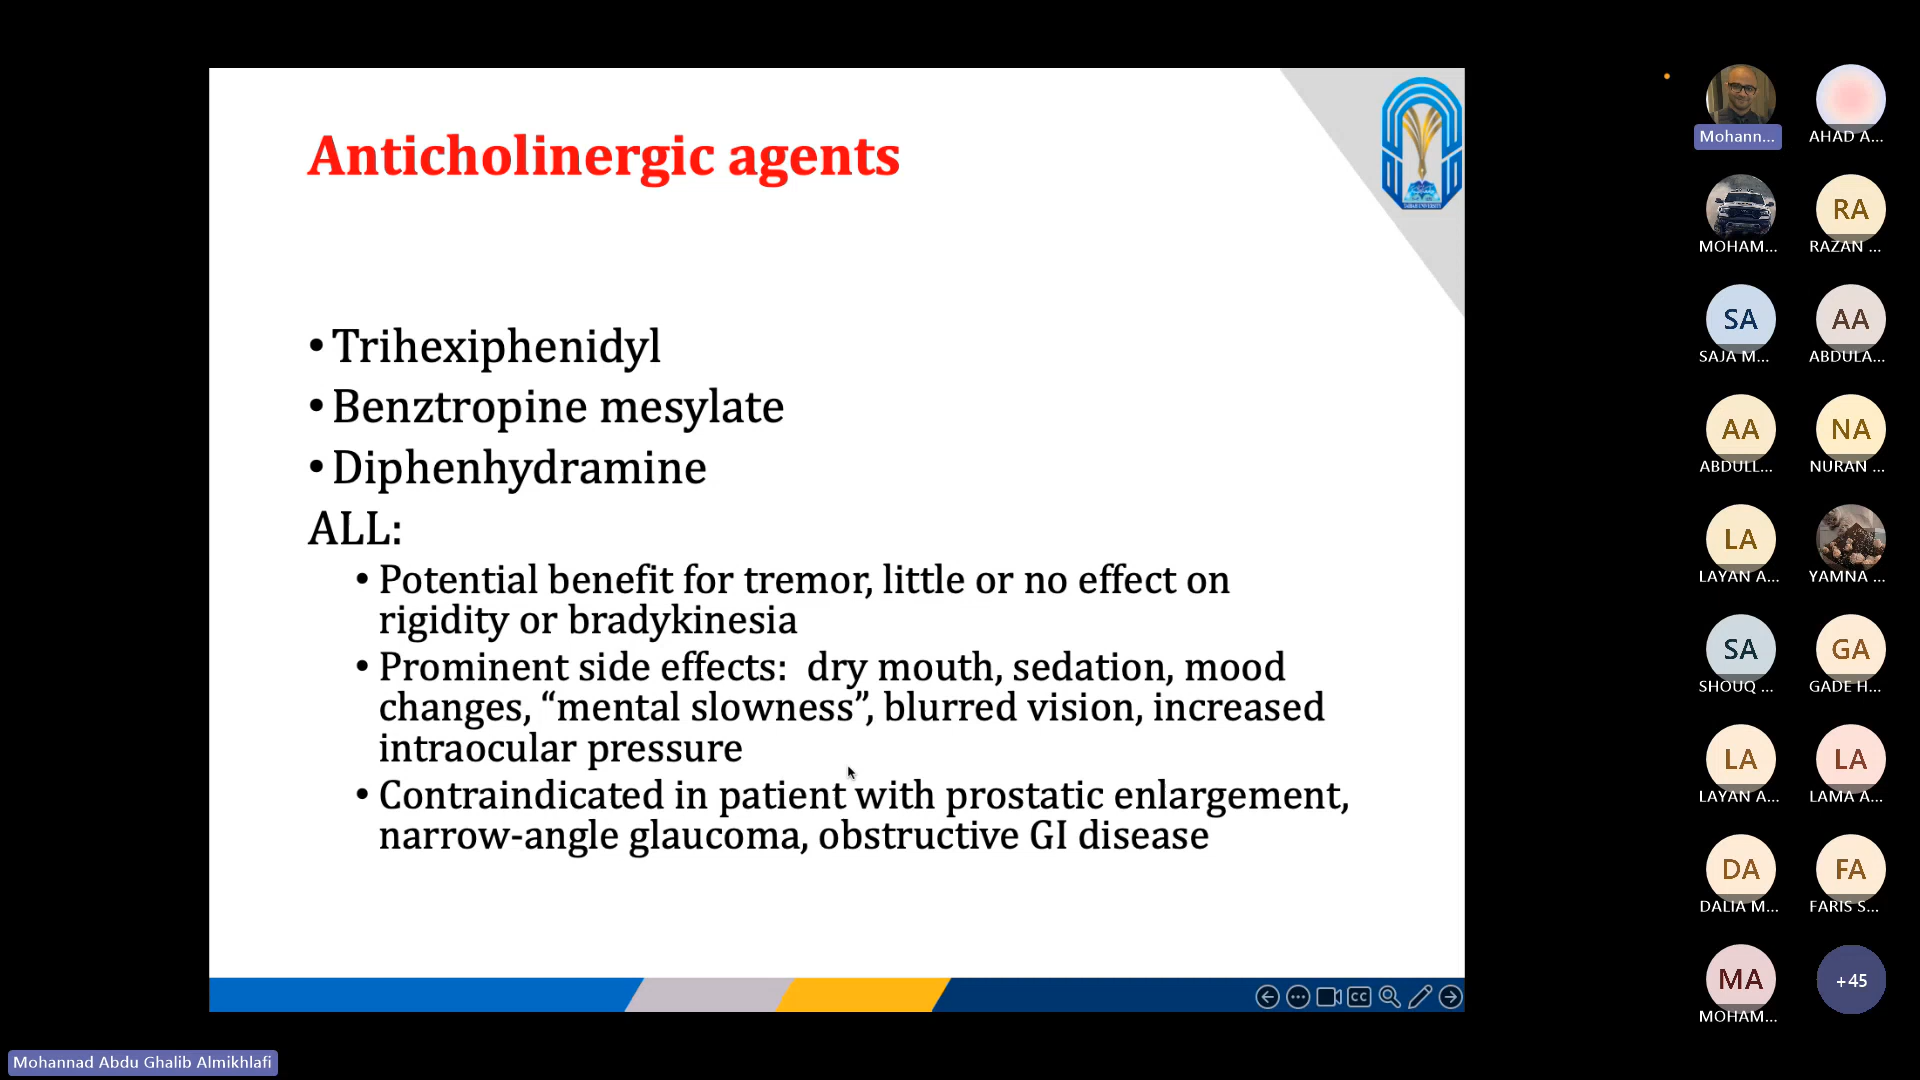 Anticholinergic agents
• Trihexiphenidyl
• Benztropine mesylate
• Diphenhydramine
ALL:
• Potential benefit for tremor, little or no effect on
rigidity or bradykinesia
• Prominent side effects:  dry mouth, sedation, mood
changes, “mental slowness”, blurred vision, increased
intraocular pressure
• Contraindicated in patient with prostatic enlargement,
narrow-angle glaucoma, obstructive GI disease
TAIBAH UNIVERSITY
CC
Mohannad Abdu Ghalib Almikhlafi
Mohann...
AHAD A...
MOHAM...
RA
RAZAN ...
SA
SAJA M...
AA
ABDULA...
AA
ABDULL...
NA
NURAN ...
LA
LAYAN A...
YAMNA ...
SA
SHOUQ ...
GA
GADE H...
LA
LAYAN A...
LA
LAMA A...
DA
DALIA M...
FA
FARIS S...
MA
MOHAM...
+45